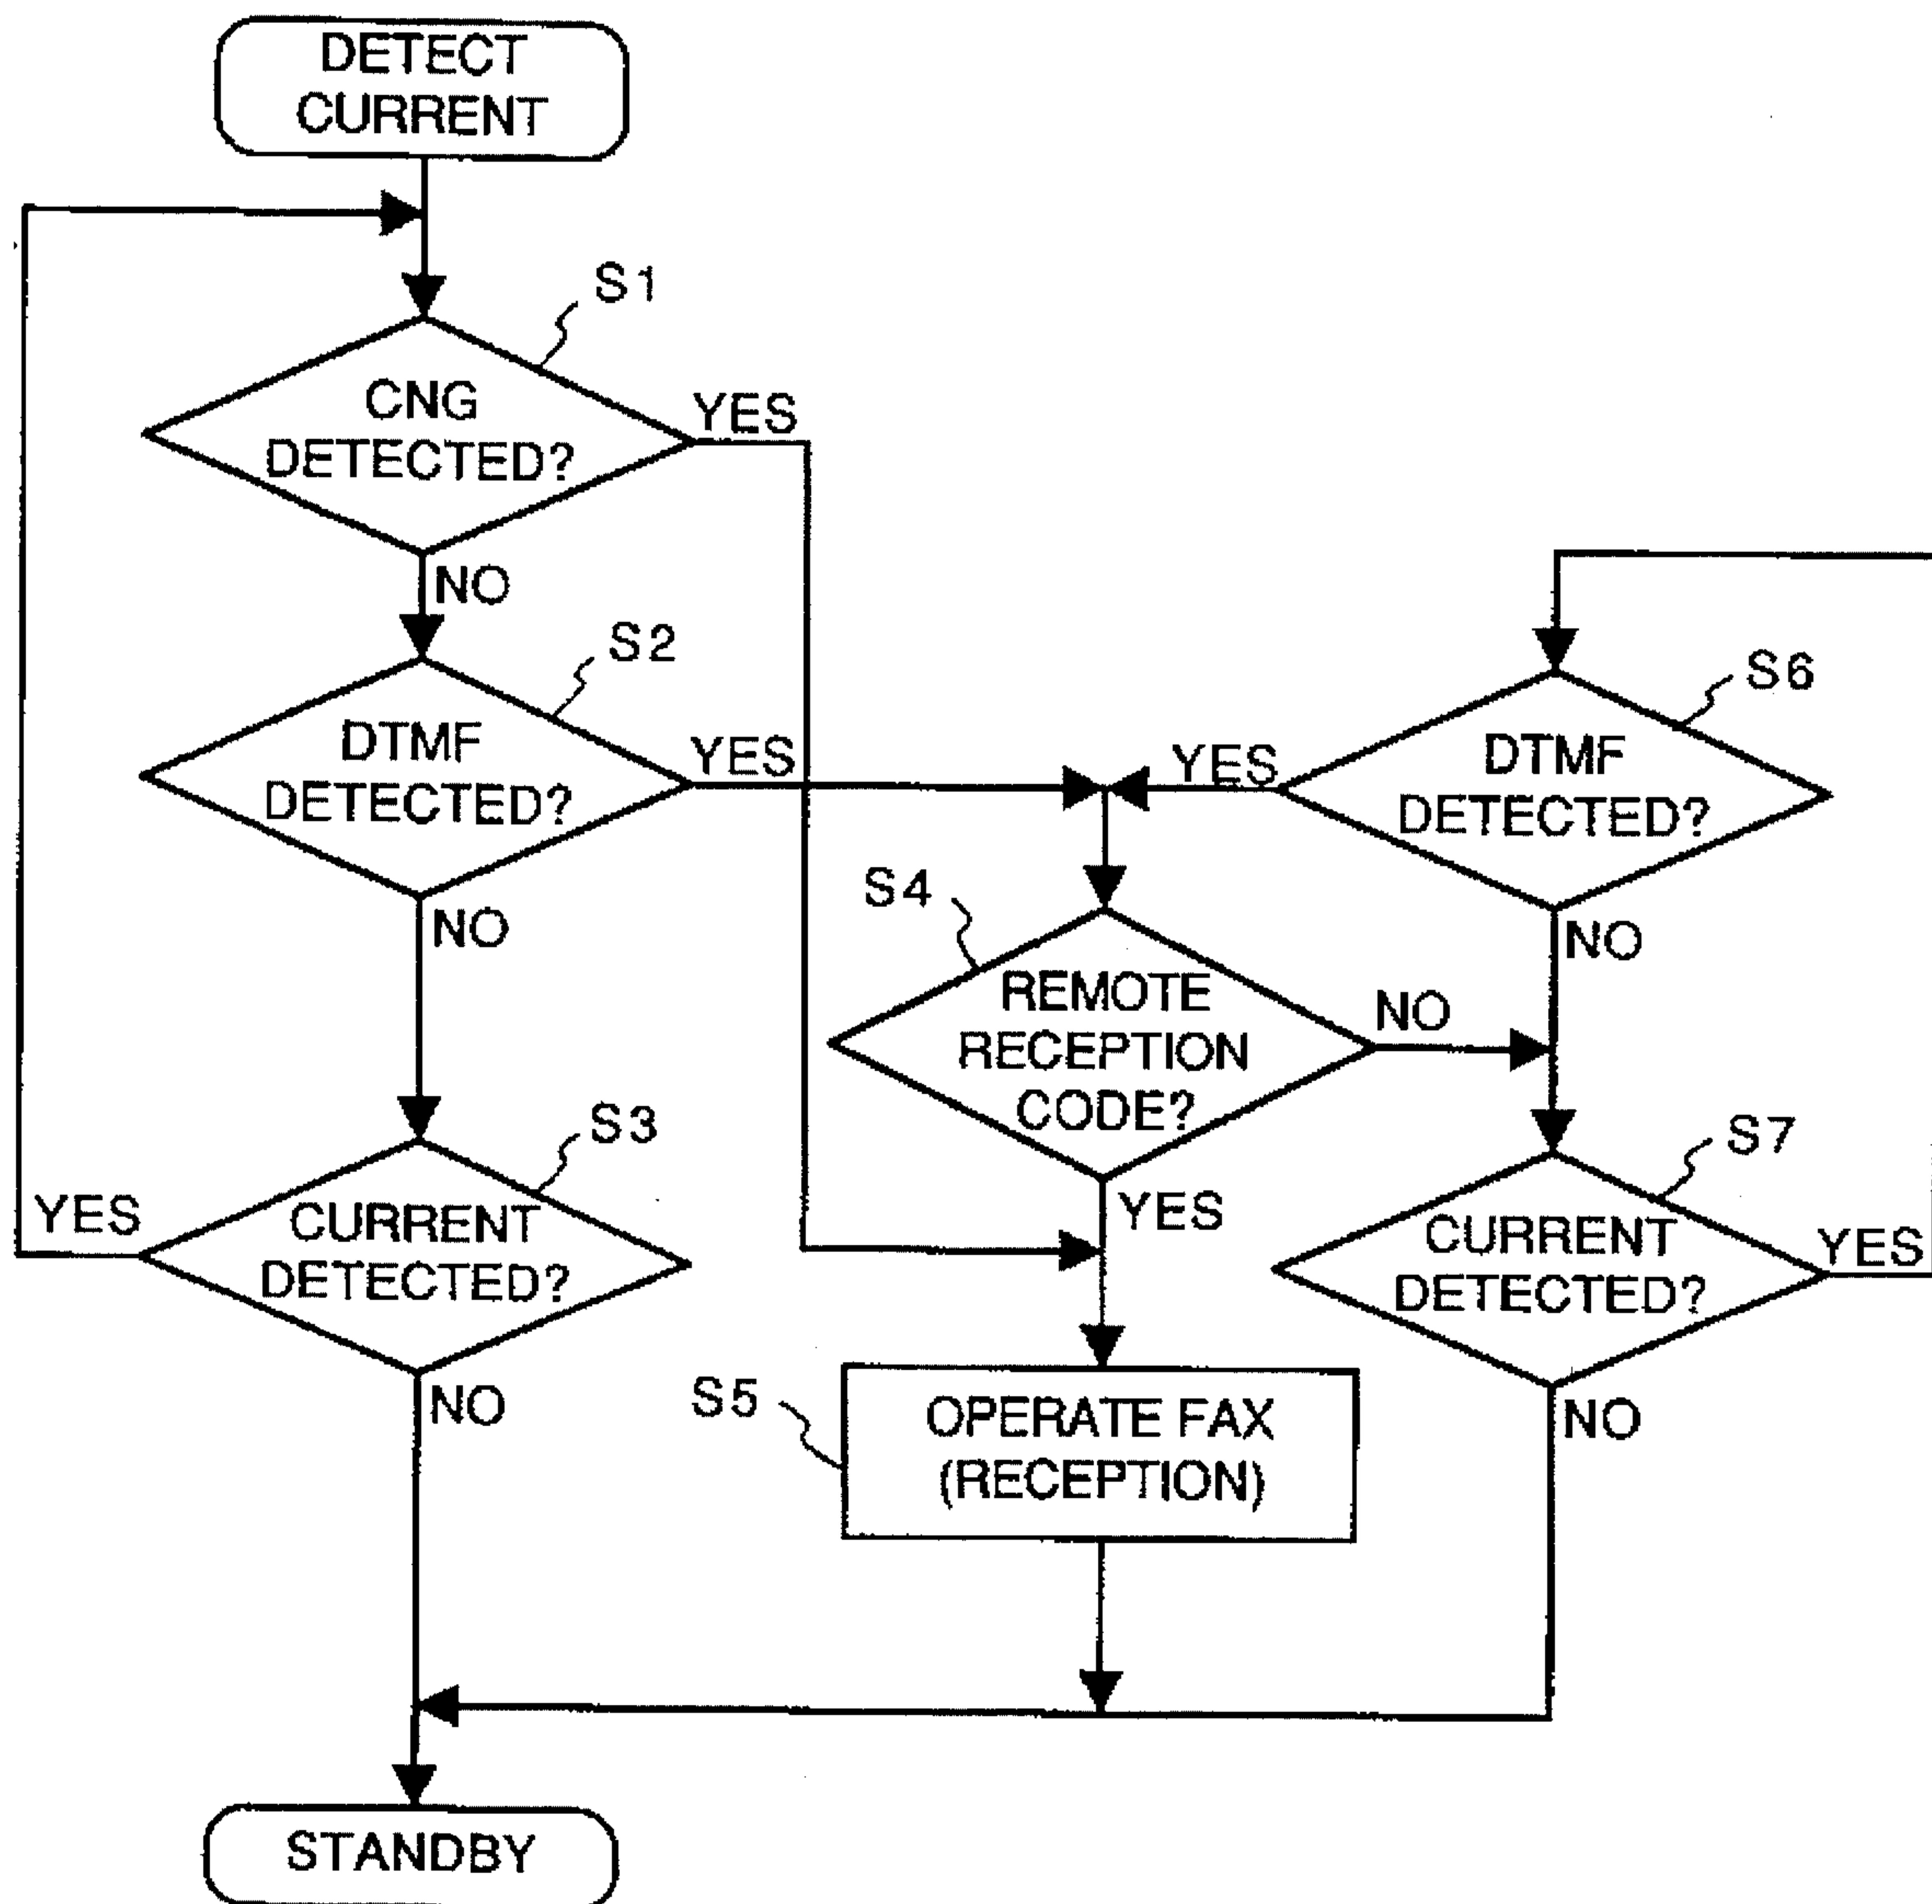 DETECT
CURRENT
S1
CNG
DETECTED?
YES
NO
S2
DTMF
DETECTED?
YES
NO
S3
CURRENT
DETECTED?
YES
NO
S4
REMOTE
RECEPTION
CODE?
NO
YES
S5
OPERATE FAX
(RECEPTION)
S6
DTMF
DETECTED?
YES
NO
S7
CURRENT
DETECTED?
YES
NO
STANDBY